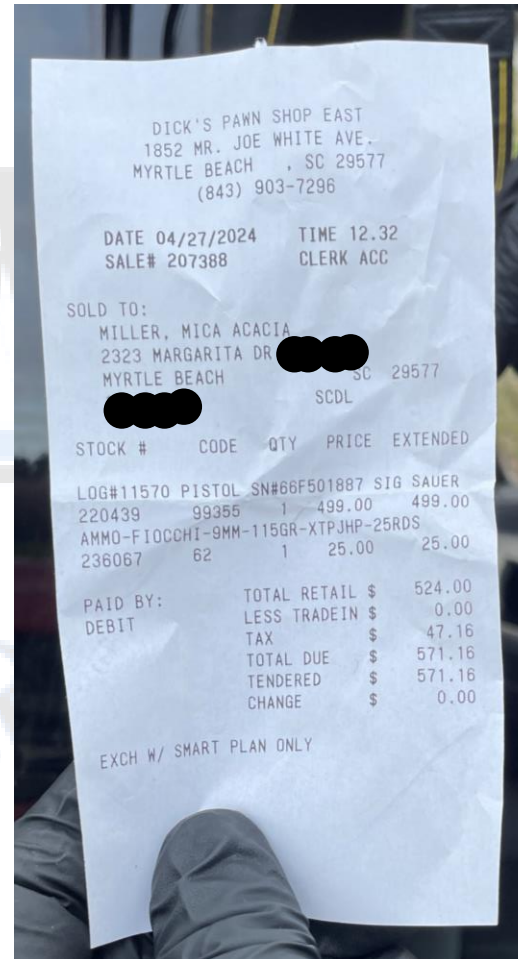 DICK'S PAWN SHOP EAST
1852 MR. JOE WHITE AVE.
MYRTLE BEACH , SC 29577
(843) 903-7296
DATE 04/27/2024 TIME 12.32
SALE# 207388 CLERK ACC
SOLD TO:
MILLER, MICA ACACIA
2323 MARGARITA DR
MYRTLE BEACH SC 29577
SCDL
STOCK # CODE QTY PRICE EXTENDED
LOG#11570 PISTOL SN#66F501887 SIG SAUER
220439 99355 1 499.00 499.00
AMMO-FIOCCHI-9MM-115GR-XTPJHP-25RDS
236067 62 1 25.00 25.00
PAID BY: TOTAL RETAIL $ 524.00
DEBIT LESS TRADEIN $ 0.00
TAX $ 47.16
TOTAL DUE $ 571.16
TENDERED $ 571.16
CHANGE $ 0.00
EXCH W/ SMART PLAN ONLY